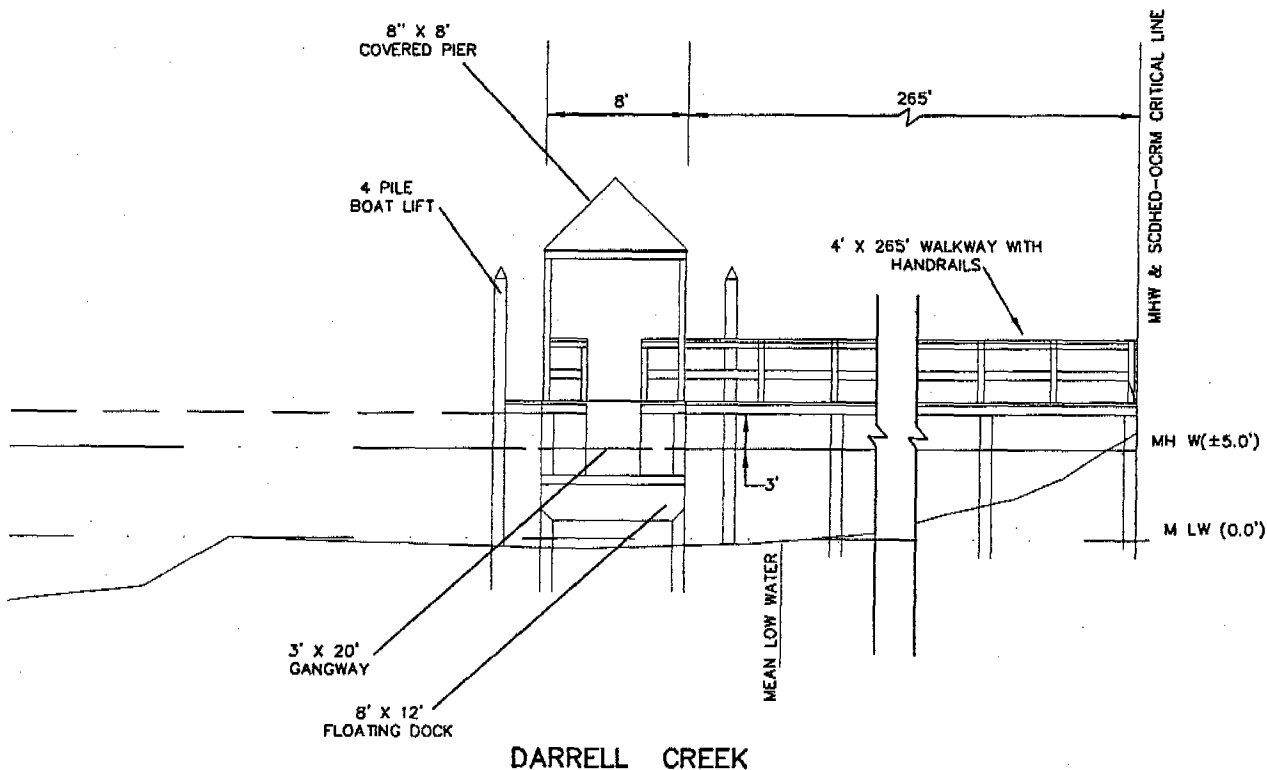 8" X 8'
COVERED PIER
8'
265'
MHW & SCDHED-OCRM CRITICAL LINE
4 PILE
BOAT LIFT
4' X 265' WALKWAY WITH
HANDRAILS
MH W(±5.0')
3'
M LW (0.0')
MEAN LOW WATER
3' X 20'
GANGWAY
8' X 12'
FLOATING DOCK
DARRELL CREEK